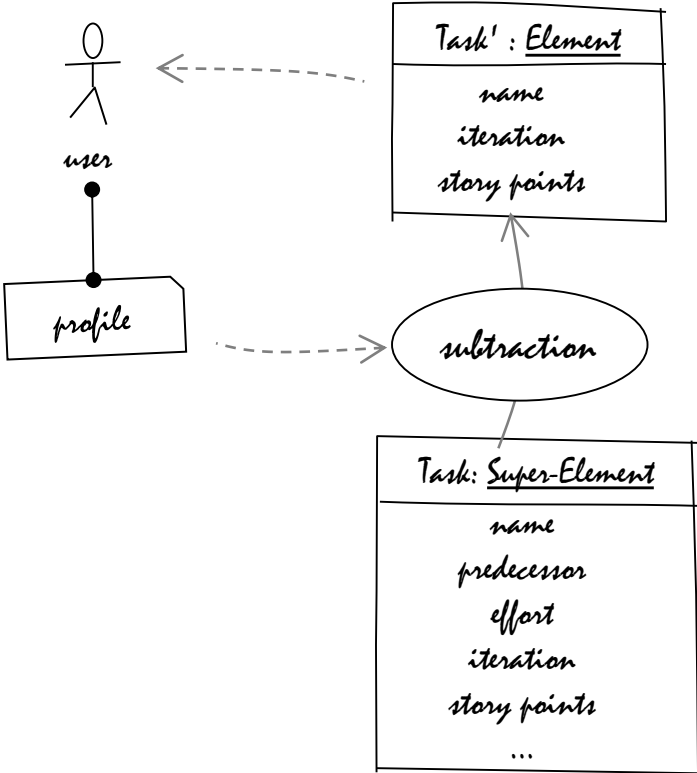 Task' : Element
name
iteration
story points
user
profile
subtraction
Task: Super-Element
name
predecessor
effort
iteration
story points
...